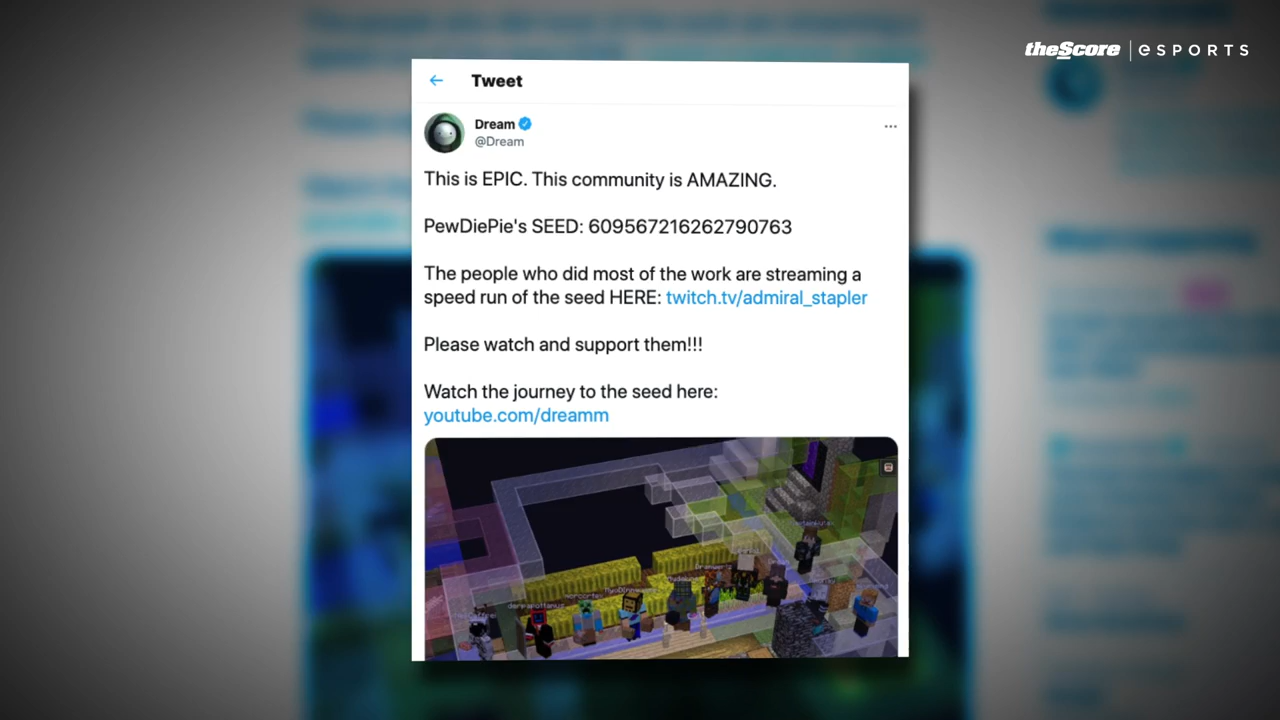 theScore | eSPORTS
Tweet
Dream
@Dream
This is EPIC. This community is AMAZING.
PewDiePie's SEED: 609567216262790763
The people who did most of the work are streaming a
speed run of the seed HERE: twitch.tv/admiral_stapler
Please watch and support them!!!
Watch the journey to the seed here:
youtube.com/dreamm